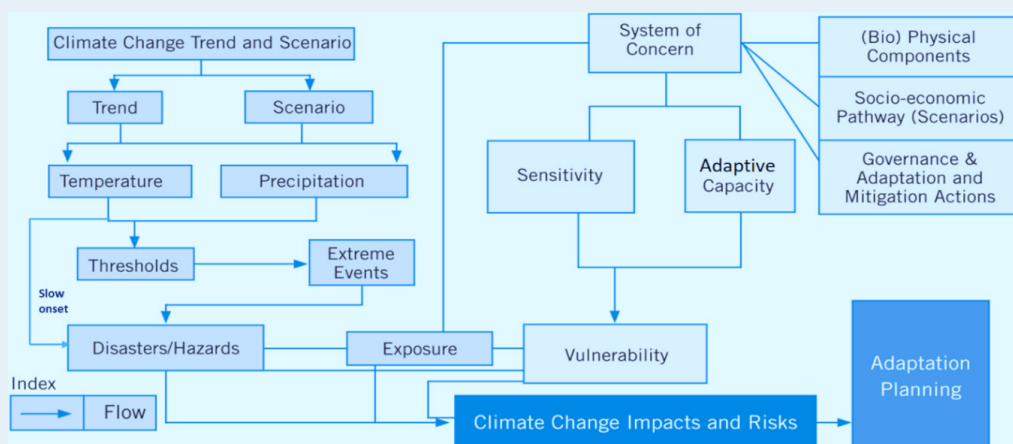 Climate Change Trend and Scenario
Trend
Scenario
Temperature
Precipitation
Thresholds
Extreme
Events
Slow
onset
Disasters/Hazards
Exposure
Index
Flow
System of
Concern
(Bio) Physical
Components
Socio-economic
Pathway (Scenarios)
Governance &
Adaptation and
Mitigation Actions
Sensitivity
Adaptive
Capacity
Vulnerability
Climate Change Impacts and Risks
Adaptation
Planning